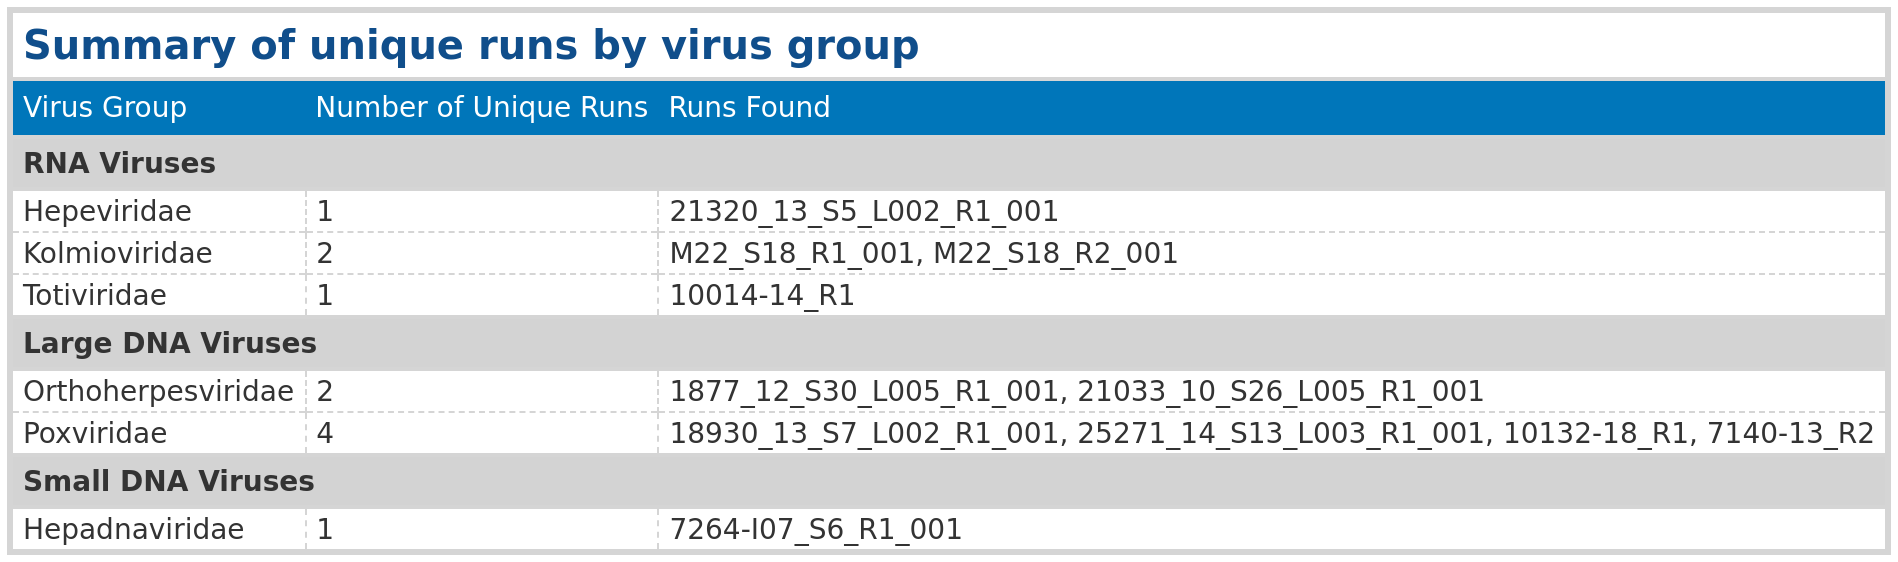 Summary of unique runs by virus group
Virus Group Number of Unique Runs Runs Found
RNA Viruses
Hepeviridae 1 21320_13_S5_L002_R1_001
Kolmioviridae 2 M22_S18_R1_001, M22_S18_R2_001
Totiviridae 1 10014-14_R1
Large DNA Viruses
Orthoherpesviridae 2 1877_12_S30_L005_R1_001, 21033_10_S26_L005_R1_001
Poxviridae 4 18930_13_S7_L002_R1_001, 25271_14_S13_L003_R1_001, 10132-18_R1, 7140-13_R2
Small DNA Viruses
Hepadnaviridae 1 7264-I07_S6_R1_001